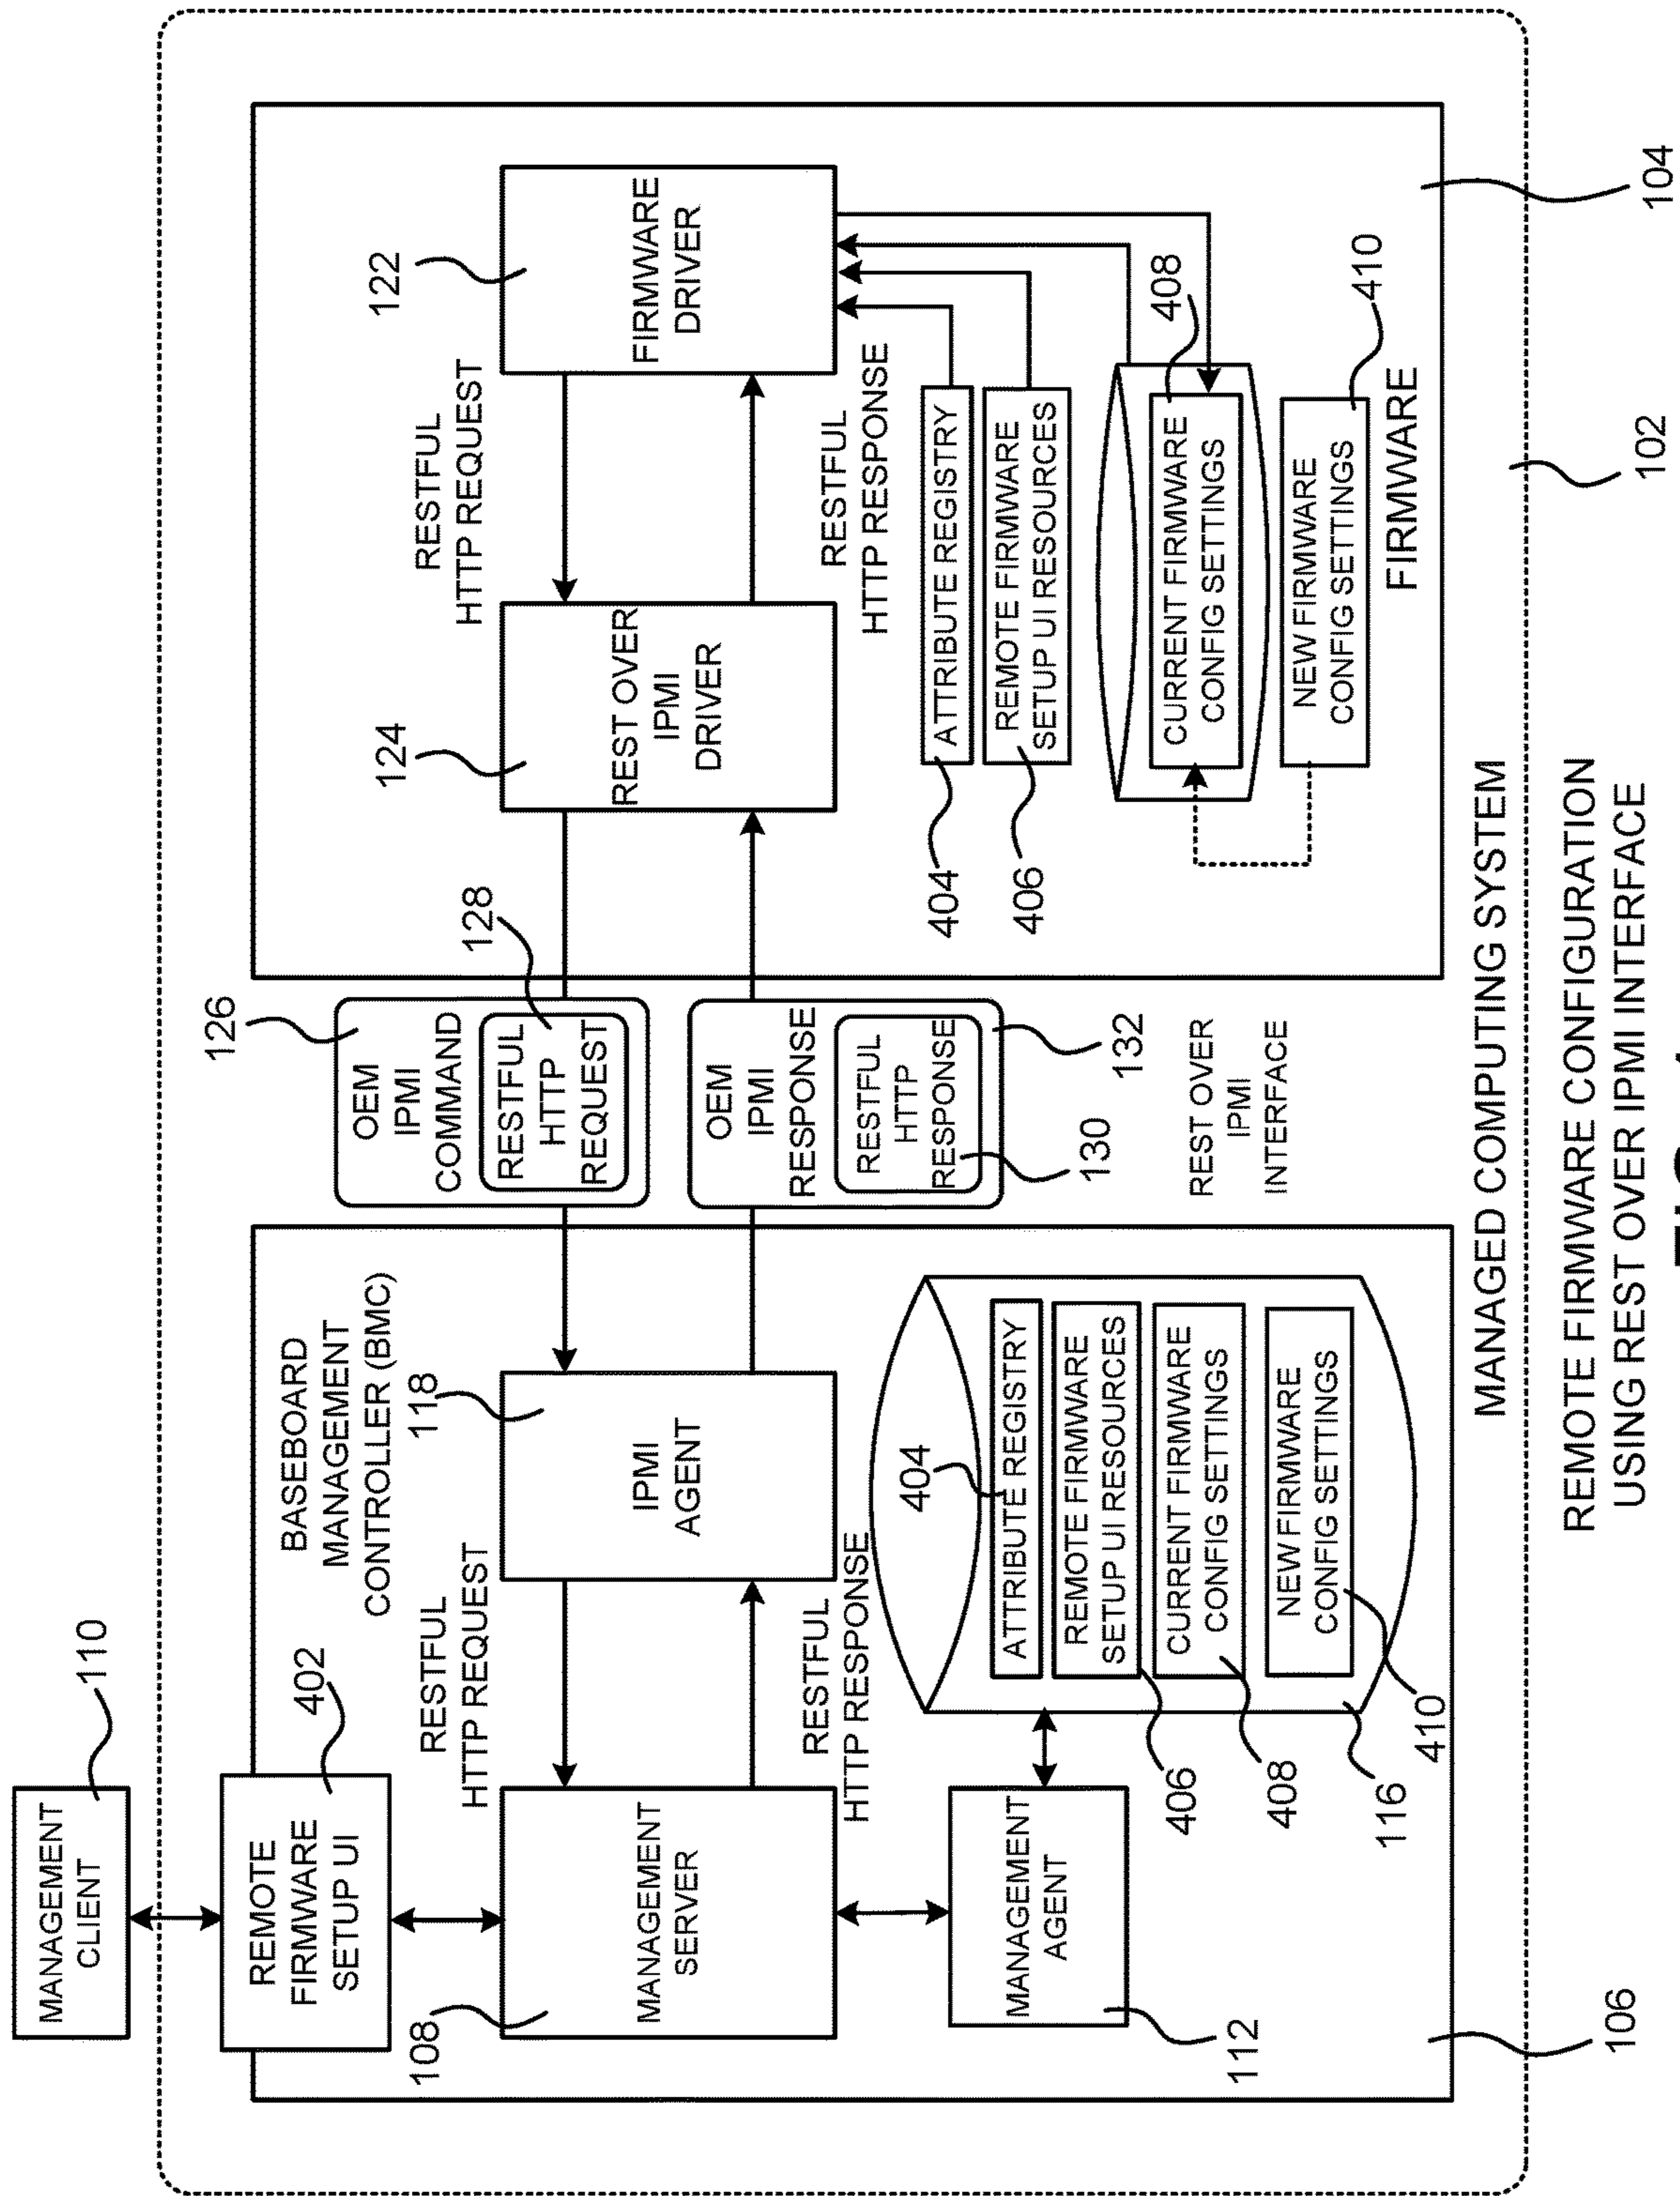 MANAGEMENT
CLIENT
110
REMOTE
FIRMWARE
SETUP UI
402
BASEBOARD
MANAGEMENT
CONTROLLER (BMC)
108
MANAGEMENT
SERVER
RESTFUL
HTTP REQUEST
RESTFUL
HTTP RESPONSE
118
IPMI
AGENT
MANAGEMENT
AGENT
112
404
ATTRIBUTE REGISTRY
REMOTE FIRMWARE
SETUP UI RESOURCES
CURRENT FIRMWARE
CONFIG SETTINGS
NEW FIRMWARE
CONFIG SETTINGS
406
408
116
410
106
126
OEM
IPMI
COMMAND
128
RESTFUL
HTTP
REQUEST
OEM
IPMI
RESPONSE
RESTFUL
HTTP
RESPONSE
130
132
REST OVER
IPMI
INTERFACE
124
REST OVER
IPMI
DRIVER
RESTFUL
HTTP REQUEST
RESTFUL
HTTP RESPONSE
122
FIRMWARE
DRIVER
404
ATTRIBUTE REGISTRY
406
REMOTE FIRMWARE
SETUP UI RESOURCES
408
CURRENT FIRMWARE
CONFIG SETTINGS
410
NEW FIRMWARE
CONFIG SETTINGS
FIRMWARE
104
102
MANAGED COMPUTING SYSTEM
REMOTE FIRMWARE CONFIGURATION
USING REST OVER IPMI INTERFACE